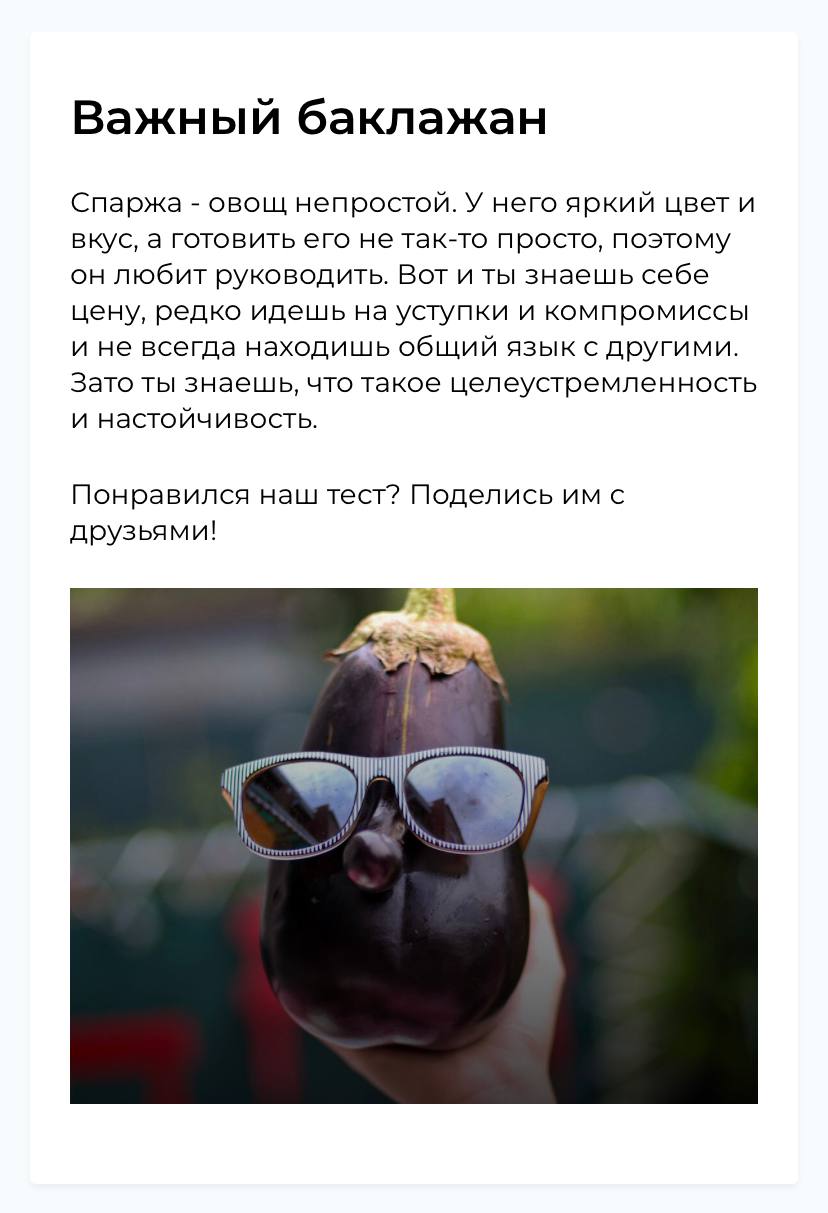 Важный баклажан
Спаржа - овощ непростой. У него яркий цвет и
вкус, а готовить его не так-то просто, поэтому
он любит руководить. Вот и ты знаешь себе
цену, редко идешь на уступки и компромиссы
и не всегда находишь общий язык с другими.
Зато ты знаешь, что такое целеустремленность
и настойчивость.
Понравился наш тест? Поделись им с
друзьями!